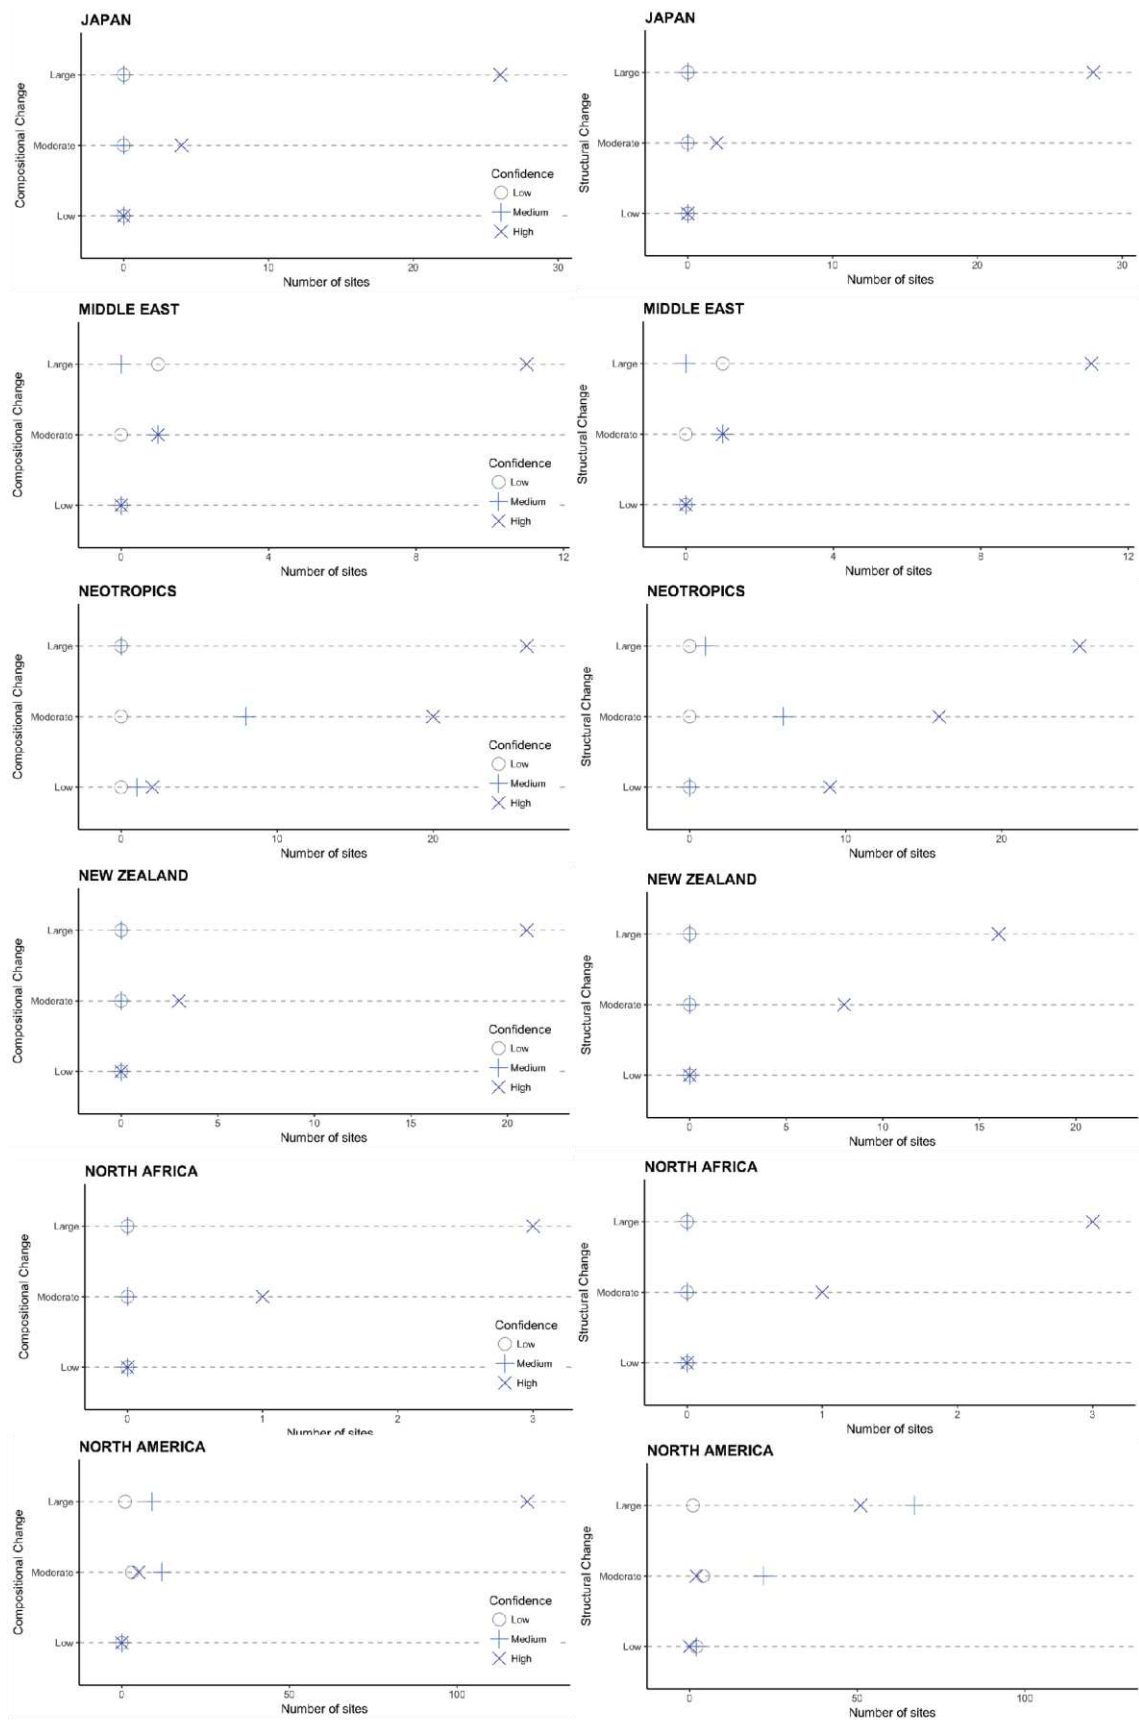 JAPAN
Compositional Change
Large
Moderate
Low
Confidence
Low
Medium
High
0 10 20 30
Number of sites
JAPAN
Structural Change
Large
Moderate
Low
0 10 20 30
Number of sites
MIDDLE EAST
Compositional Change
Large
Moderate
Low
Confidence
Low
Medium
High
0 4 8 12
Number of sites
MIDDLE EAST
Structural Change
Large
Moderate
Low
0 4 8 12
Number of sites
NEOTROPICS
Compositional Change
Large
Moderate
Low
Confidence
Low
Medium
High
0 10 20
Number of sites
NEOTROPICS
Structural Change
Large
Moderate
Low
0 10 20
Number of sites
NEW ZEALAND
Compositional Change
Large
Moderate
Low
Confidence
Low
Medium
High
0 5 10 15 20
Number of sites
NEW ZEALAND
Structural Change
Large
Moderate
Low
0 5 10 15 20
Number of sites
NORTH AFRICA
Compositional Change
Large
Moderate
Low
Confidence
Low
Medium
High
0 1 2 3
Number of sites
NORTH AFRICA
Structural Change
Large
Moderate
Low
0 1 2 3
Number of sites
NORTH AMERICA
Compositional Change
Large
Moderate
Low
Confidence
Low
Medium
High
0 50 100
Number of sites
NORTH AMERICA
Structural Change
Large
Moderate
Low
0 50 100
Number of sites